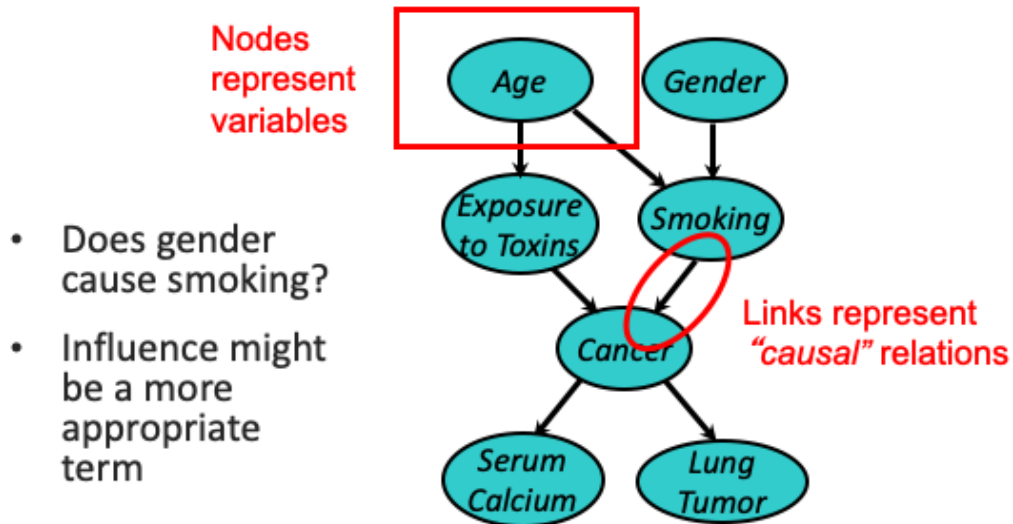 Nodes
represent
variables
Age
Gender
Exposure
to Toxins
Smoking
• Does gender
cause smoking?
• Influence might
be a more
appropriate
term
Cancer
Links represent
“causal” relations
Serum
Calcium
Lung
Tumor